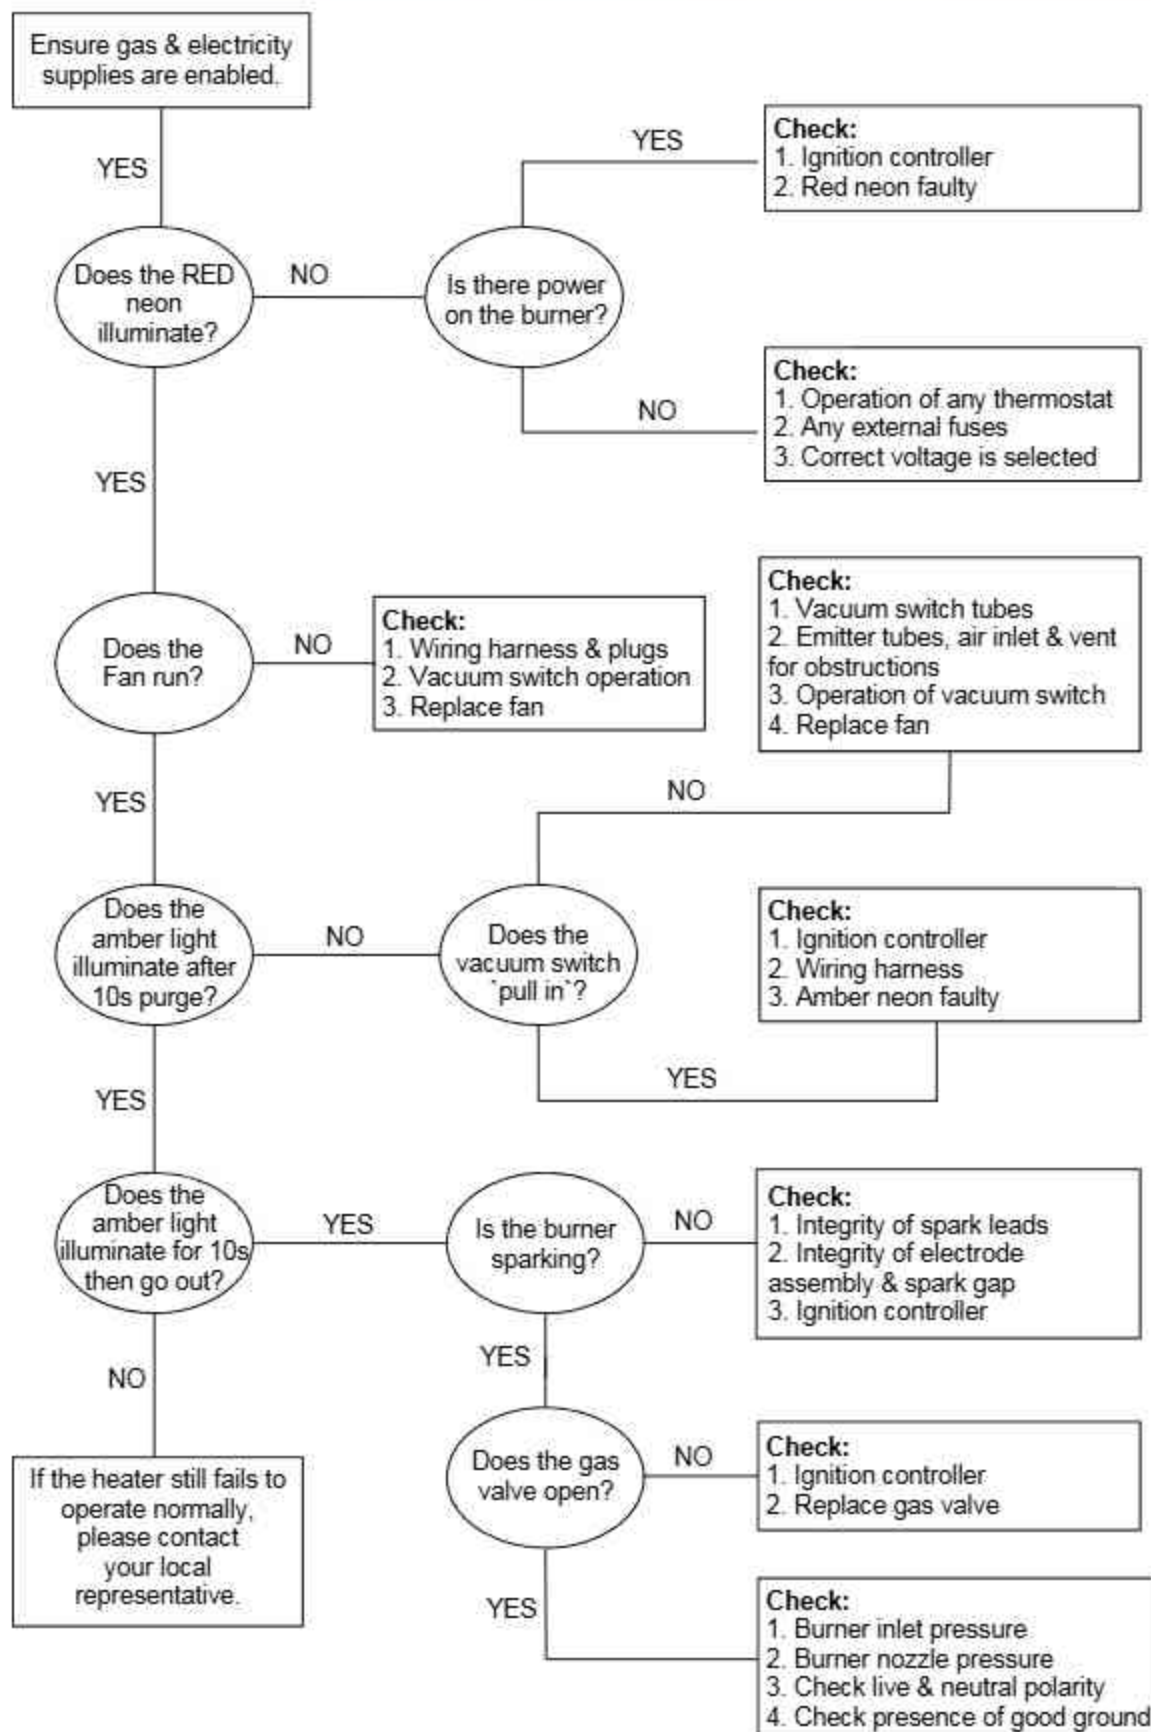 Ensure gas & electricity
supplies are enabled.
YES
YES
Check:
1. Ignition controller
2. Red neon faulty
Does the RED
neon
illuminate?
NO
Is there power
on the burner?
NO
Check:
1. Operation of any thermostat
2. Any external fuses
3. Correct voltage is selected
YES
Does the
Fan run?
NO
Check:
1. Wiring harness & plugs
2. Vacuum switch operation
3. Replace fan
Check:
1. Vacuum switch tubes
2. Emitter tubes, air inlet & vent
for obstructions
3. Operation of vacuum switch
4. Replace fan
YES
NO
Does the
amber light
illuminate after
10s purge?
NO
Does the
vacuum switch
`pull in`?
Check:
1. Ignition controller
2. Wiring harness
3. Amber neon faulty
YES
YES
Does the
amber light
illuminate for 10s
then go out?
YES
Is the burner
sparking?
NO
Check:
1. Integrity of spark leads
2. Integrity of electrode
assembly & spark gap
3. Ignition controller
NO
YES
If the heater still fails to
operate normally,
please contact
your local
representative.
Does the gas
valve open?
NO
Check:
1. Ignition controller
2. Replace gas valve
YES
Check:
1. Burner inlet pressure
2. Burner nozzle pressure
3. Check live & neutral polarity
4. Check presence of good ground